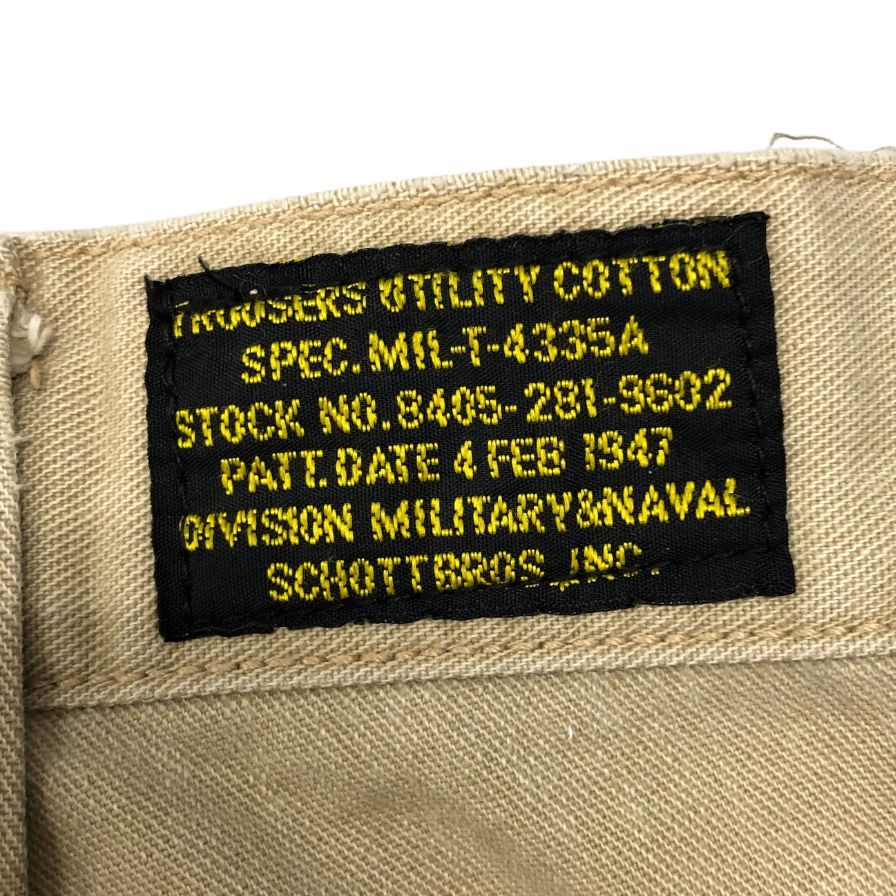 TROUSERS UTILITY COTTON
SPEC.MIL-T-4335A
STOCK NO.8405-281-9602
PATT.DATE 4 FEB 1947
DIVISION MILITARY&NAVAL
SCHOTT BROS.,INC.